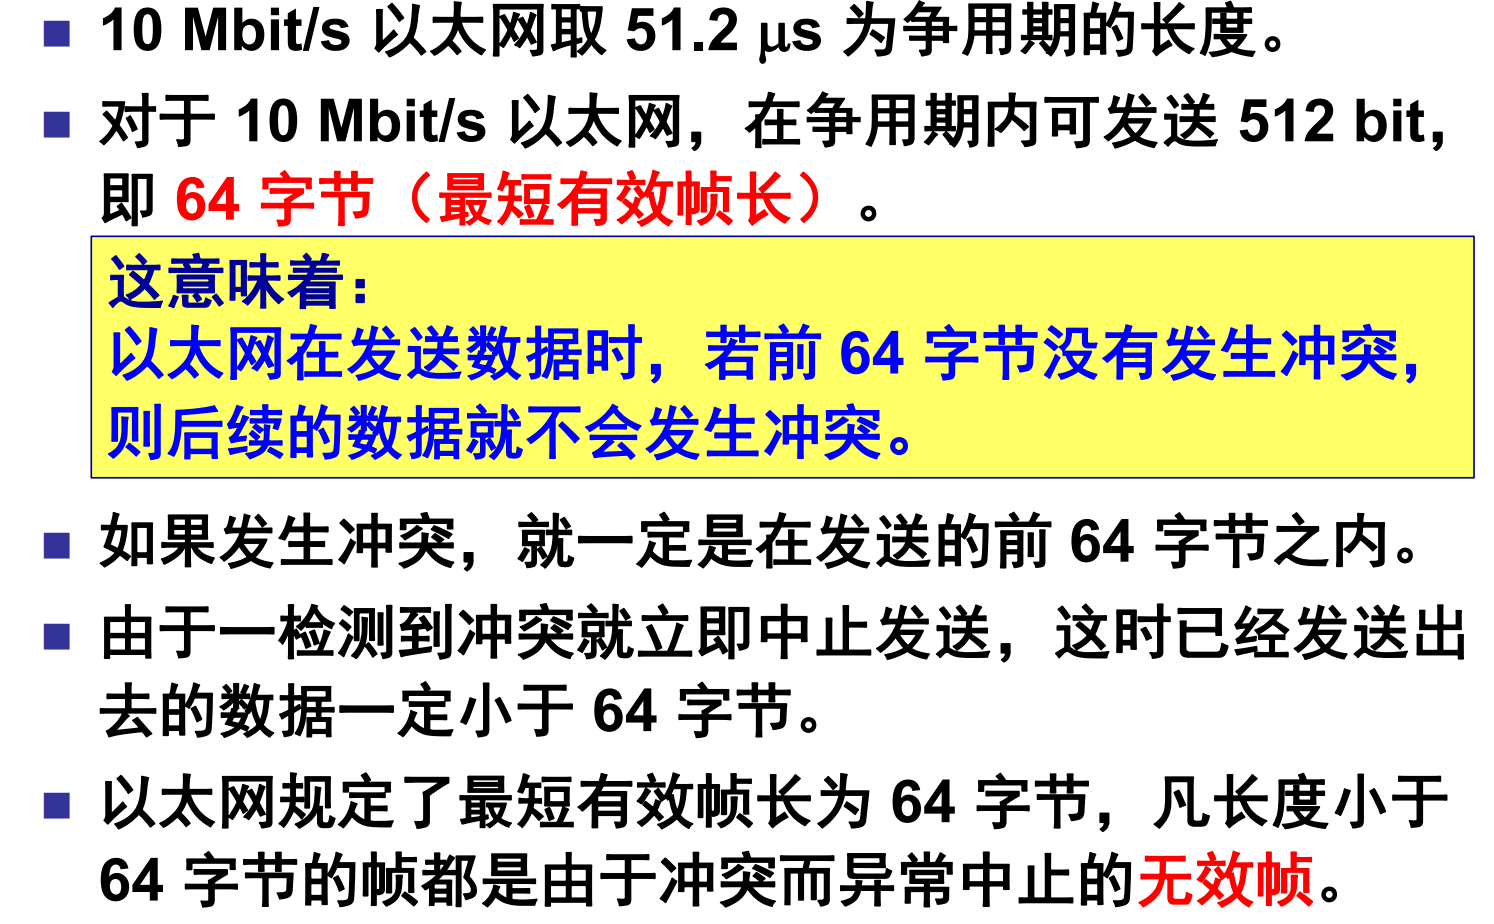 ■ 10 Mbit/s 以太网取 51.2 μs 为争用期的长度。
■ 对于 10 Mbit/s 以太网，在争用期内可发送 512 bit，
即 64 字节（最短有效帧长）。
这意味着：
以太网在发送数据时，若前 64 字节没有发生冲突，
则后续的数据就不会发生冲突。
■ 如果发生冲突，就一定是在发送的前 64 字节之内。
■ 由于一检测到冲突就立即中止发送，这时已经发送出
去的数据一定小于 64 字节。
■ 以太网规定了最短有效帧长为 64 字节，凡长度小于
64 字节的帧都是由于冲突而异常中止的无效帧。